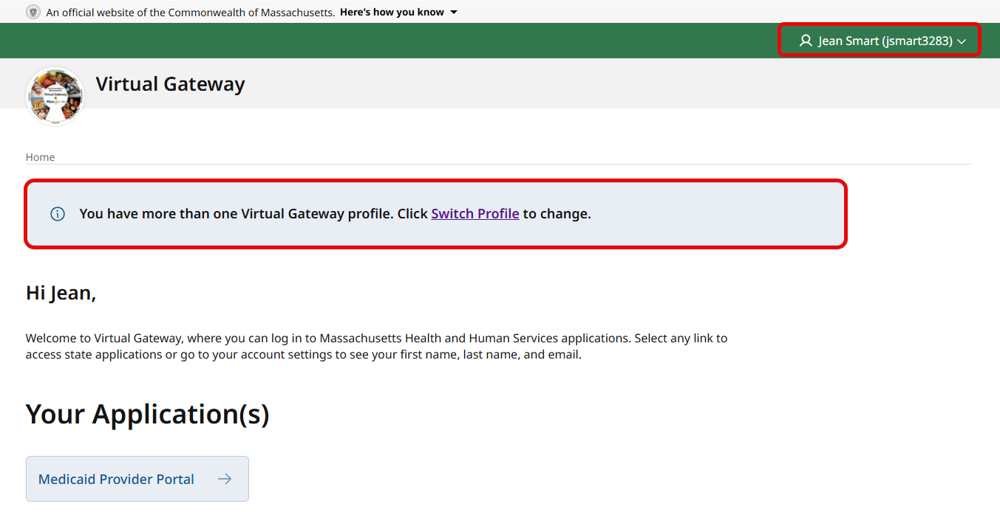 An official website of the Commonwealth of Massachusetts. Here's how you know
Jean Smart (jsmart3283)
Virtual Gateway
Home
You have more than one Virtual Gateway profile. Click Switch Profile to change.
Hi Jean,
Welcome to Virtual Gateway, where you can log in to Massachusetts Health and Human Services applications. Select any link to
access state applications or go to your account settings to see your first name, last name, and email.
Your Application(s)
Medicaid Provider Portal